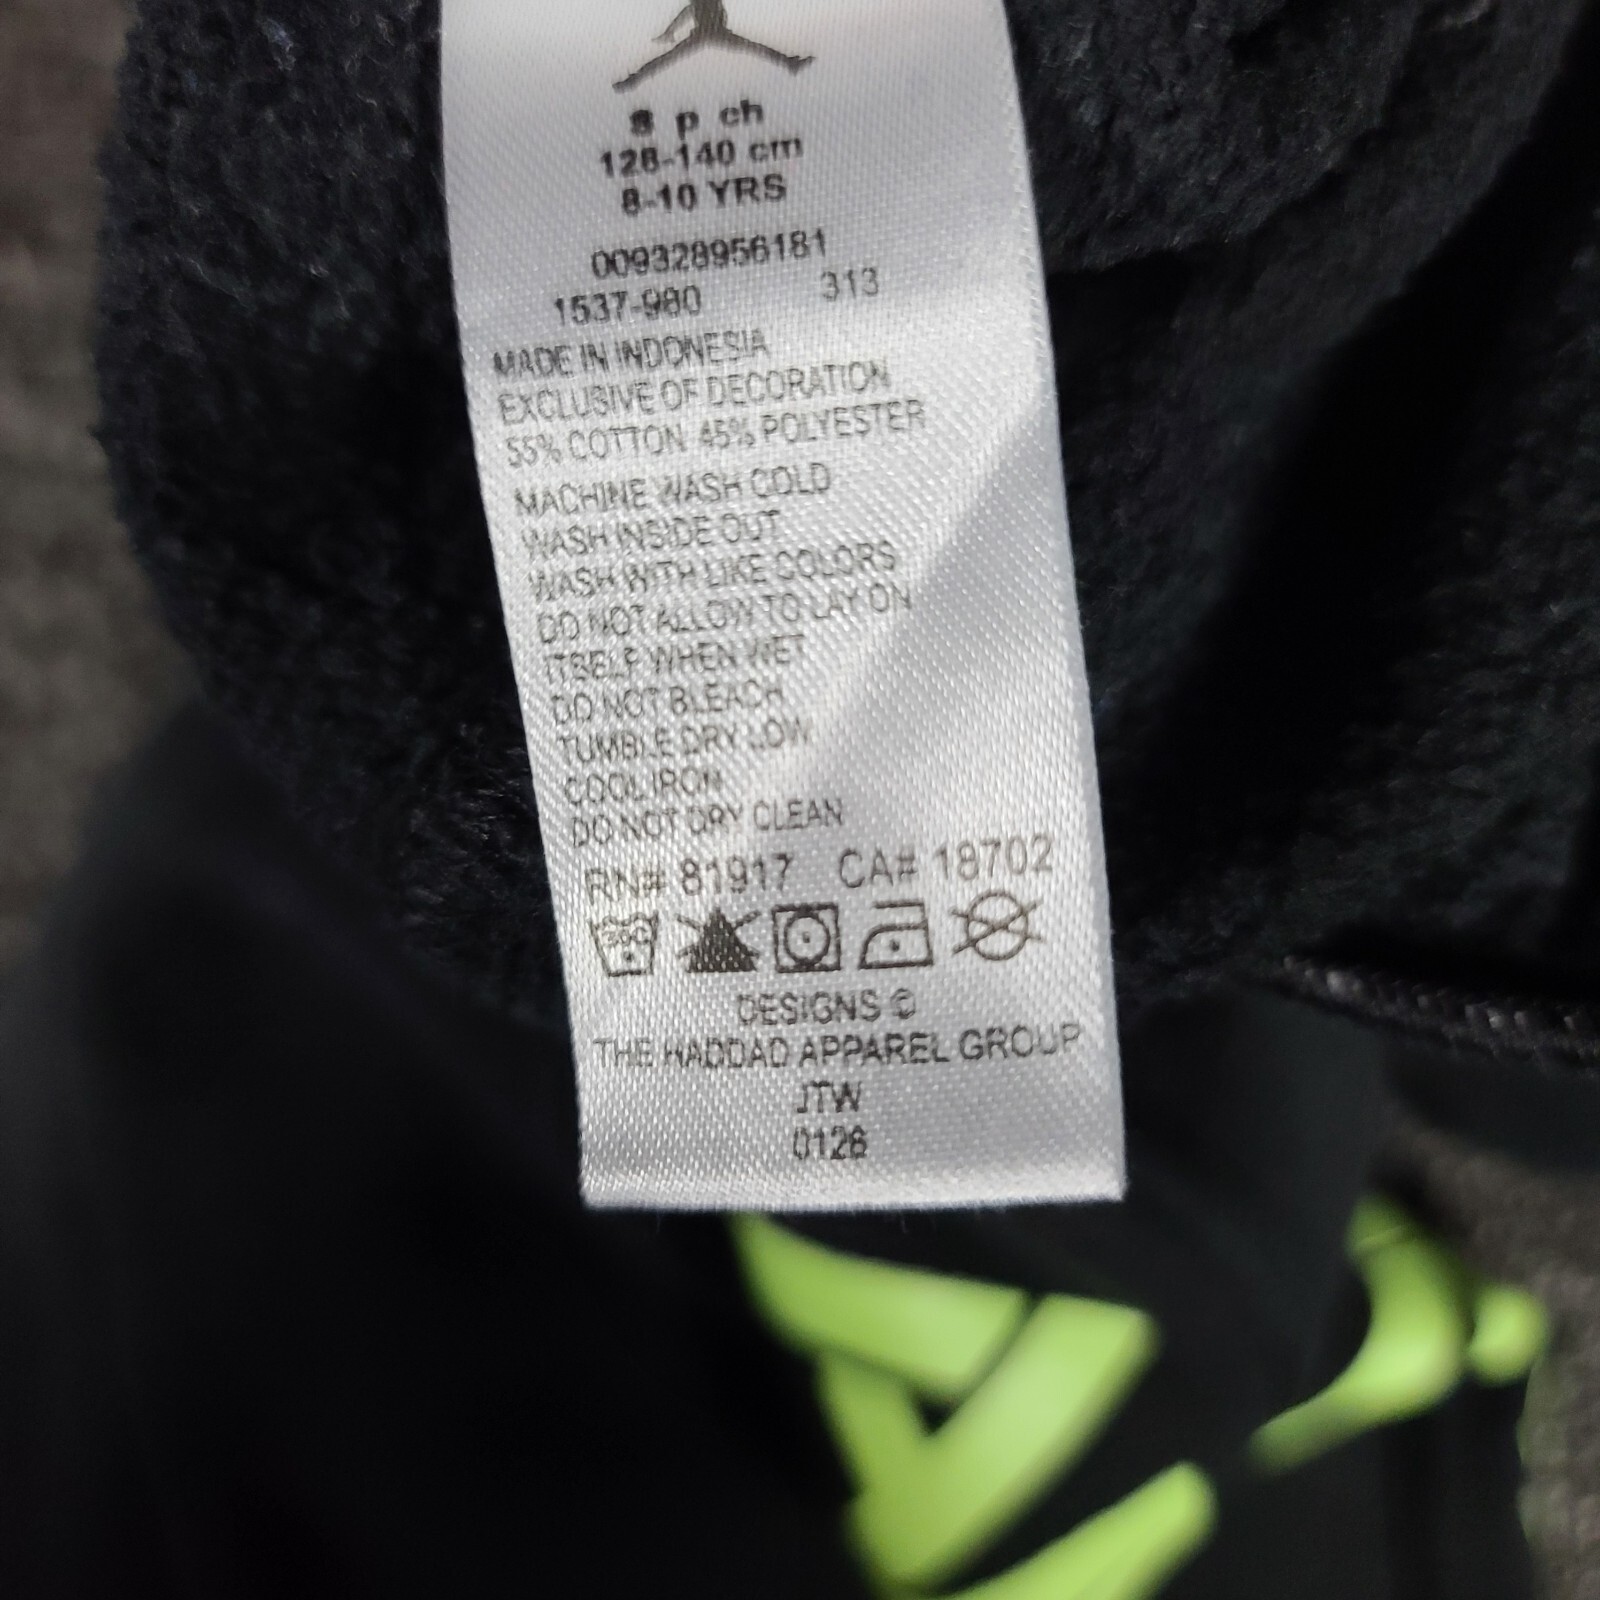 S p ch
128-140 cm
8-10 YRS
009328956181
1537-980 313
MADE IN INDONESIA
EXCLUSIVE OF DECORATION
55% COTTON 45% POLYESTER
MACHINE WASH COLD
WASH INSIDE OUT
WASH WITH LIKE COLORS
DO NOT ALLOW TO LAY ON
ITSELF WHEN WET
DO NOT BLEACH
TUMBLE DRY LOW
COOL IRON
DO NOT DRY CLEAN
RN# 81917 CA# 18702
DESIGNS ©
THE HADDAD APPAREL GROUP
JTW
0126